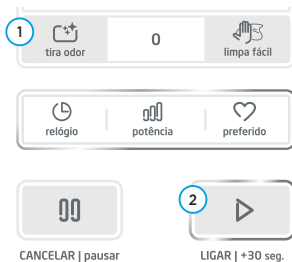 1
tira odor 0 limpa fácil
relógio potência preferido
2
CANCELAR | pausar LIGAR | +30 seg.